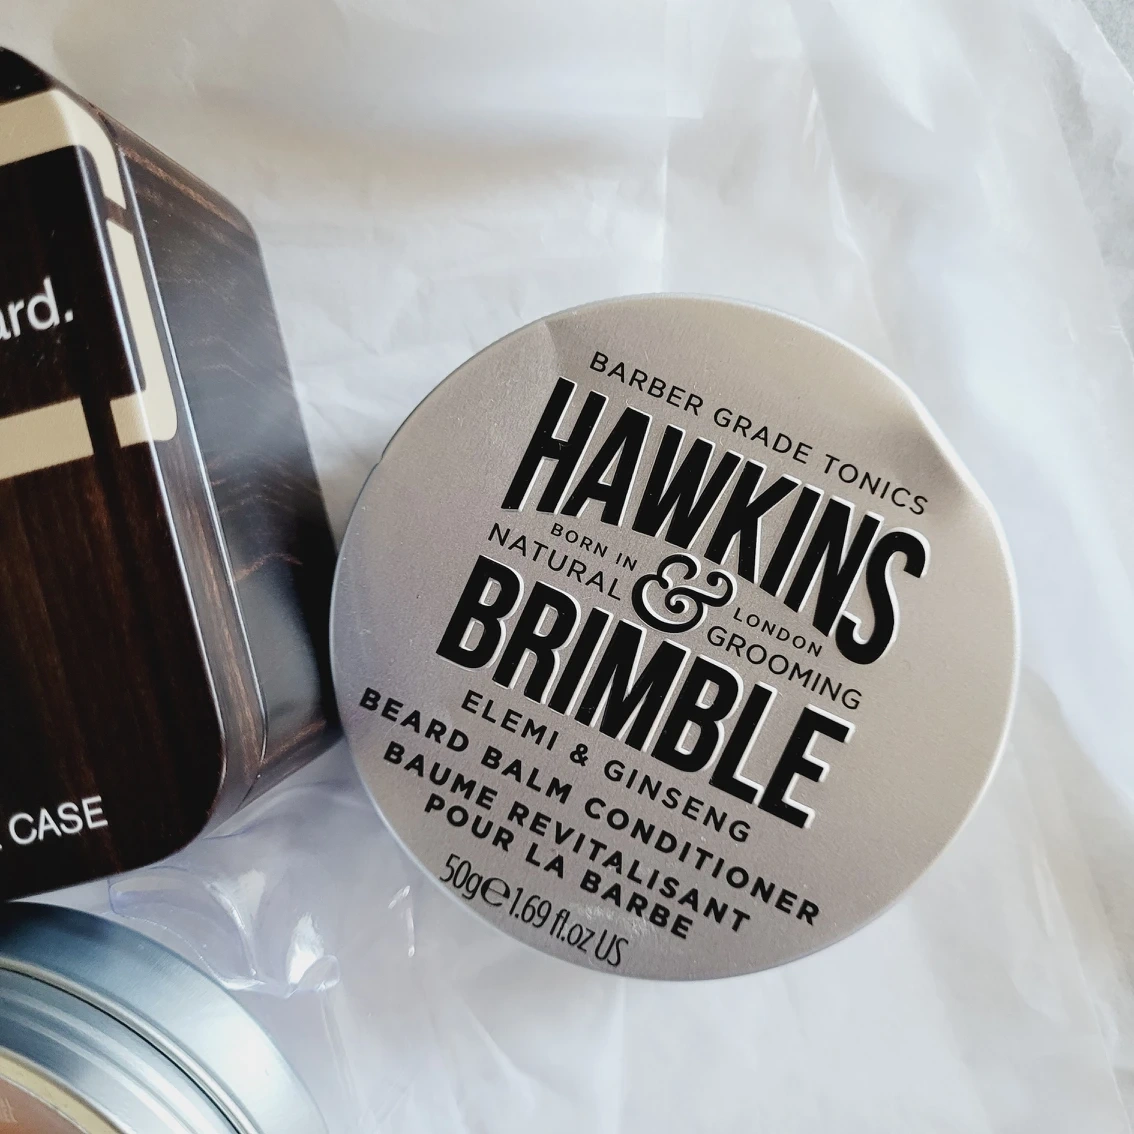 BARBER GRADE TONICS
HAWKINS
BORN IN & LONDON
NATURAL GROOMING
BRIMBLE
ELEMI & GINSENG
BEARD BALM CONDITIONER
BAUME REVITALISANT
POUR LA BARBE
50g℮1.69 fl.oz US
CASE